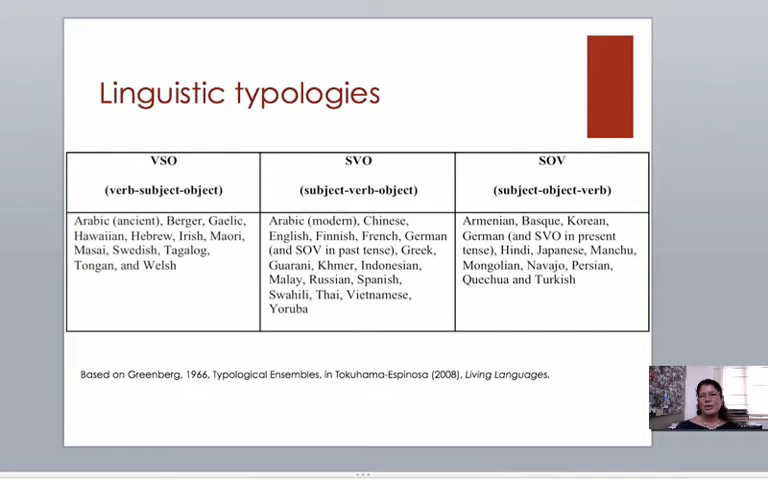 Linguistic typologies
VSO
(verb-subject-object)
SVO
(subject-verb-object)
SOV
(subject-object-verb)
Arabic (ancient), Berger, Gaelic,
Hawaiian, Hebrew, Irish, Maori,
Masai, Swedish, Tagalog,
Tongan, and Welsh
Arabic (modern), Chinese,
English, Finnish, French, German
(and SOV in past tense), Greek,
Guarani, Khmer, Indonesian,
Malay, Russian, Spanish,
Swahili, Thai, Vietnamese,
Yoruba
Armenian, Basque, Korean,
German (and SVO in present
tense), Hindi, Japanese, Manchu,
Mongolian, Navajo, Persian,
Quechua and Turkish
Based on Greenberg, 1966, Typological Ensembles, in Tokuhama-Espinosa (2008), Living Languages.